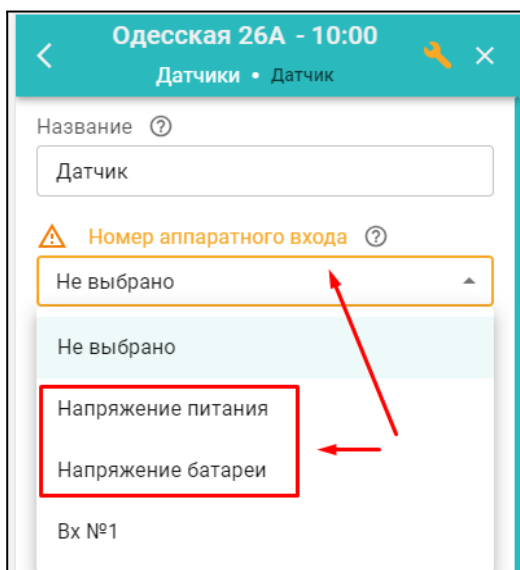 Одесская 26А - 10:00
Датчики • Датчик
Название
Датчик
Номер аппаратного входа
Не выбрано
Не выбрано
Напряжение питания
Напряжение батареи
Вх №1